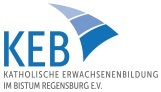 KEB
KATHOLISCHE ERWACHSENENBILDUNG
IM BISTUM REGENSBURG E.V.